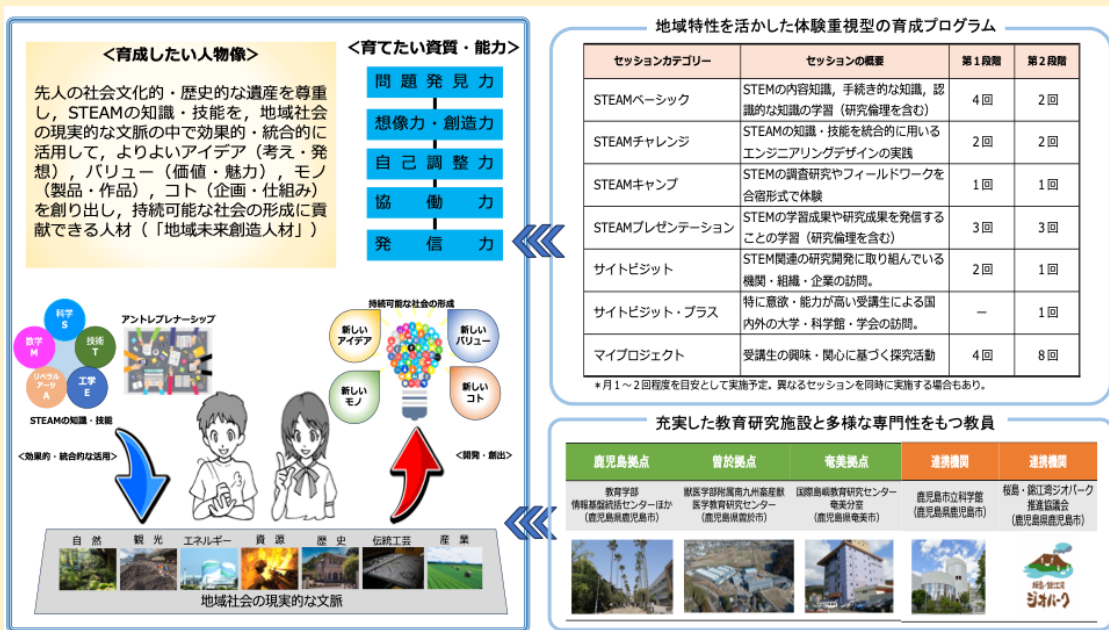 ＜育成したい人物像＞
先人の社会文化的・歴史的な遺産を尊重
し，STEAMの知識・技能を，地域社会
の現実的な文脈の中で効果的・統合的に
活用して，よりよいアイデア（考え・発
想），バリュー（価値・魅力），モノ
（製品・作品），コト（企画・仕組み）
を創り出し，持続可能な社会の形成に貢
献できる人材（「地域未来創造人材」）
＜育てたい資質・能力＞
問題発見力
想像力・創造力
自己調整力
協働力
発信力
科学
S
数学
M
技術
T
リベラル
アーツ
A
工学
E
STEAMの知識・技能
アントレプレナーシップ
持続可能な社会の形成
新しい
アイデア
新しい
バリュー
新しい
モノ
新しい
コト
＜効果的・統合的な活用＞
＜開発・創出＞
自然 観光 エネルギー 資源 歴史 伝統工芸 産業
地域社会の現実的な文脈
地域特性を活かした体験重視型の育成プログラム
セッションカテゴリー セッションの概要 第１段階 第２段階
STEAMベーシック STEMの内容知識，手続き的な知識，認
識的な知識の学習（研究倫理を含む） 4回 2回
STEAMチャレンジ STEAMの知識・技能を統合的に用いる
エンジニアリングデザインの実践 2回 2回
STEAMキャンプ STEMの調査研究やフィールドワークを
合宿形式で体験 1回 1回
STEAMプレゼンテーション STEMの学習成果や研究成果を発信する
ことの学習（研究倫理を含む） 3回 3回
サイトビジット STEM関連の研究開発に取り組んでいる
機関・組織・企業の訪問。 2回 1回
サイトビジット・プラス 特に意欲・能力が高い受講生による国
内外の大学・科学館・学会の訪問。 － 1回
マイプロジェクト 受講生の興味・関心に基づく探究活動 4回 8回
＊月１～２回程度を目安として実施予定。異なるセッションを同時に実施する場合もあり。
充実した教育研究施設と多様な専門性をもつ教員
鹿児島拠点 曽於拠点 奄美拠点 連携機関 連携機関
教育学部
情報基盤統括センターほか
（鹿児島県鹿児島市）
獣医学部附属南九州畜産獣
医学教育研究センター
（鹿児島県曽於市）
国際島嶼教育研究センター
奄美分室
（鹿児島県奄美市）
鹿児島市立科学館
（鹿児島県鹿児島市）
桜島・錦江湾ジオパーク
推進協議会
（鹿児島県鹿児島市）
桜島・錦江湾
ジオパーク